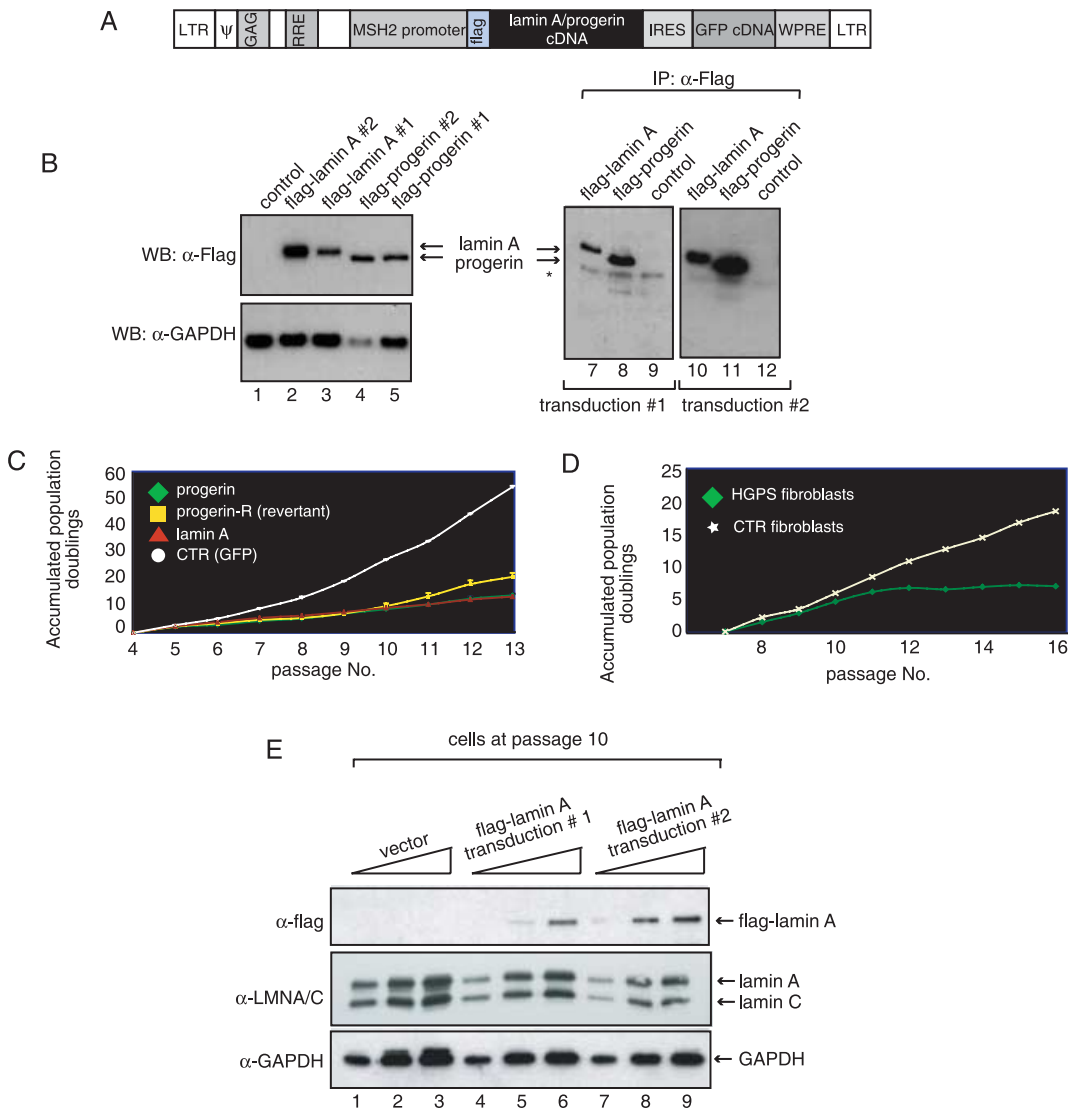 A
LTR ψ GAG RRE MSH2 promoter flag lamin A/progerin cDNA IRES GFP cDNA WPRE LTR
B
control
flag-lamin A #2
flag-lamin A #1
flag-progerin #2
flag-progerin #1
WB: α-Flag
WB: α-GAPDH
1 2 3 4 5
lamin A
progerin
IP: α-Flag
flag-lamin A
flag-progerin
control
flag-lamin A
flag-progerin
control
*
7 8 9 10 11 12
transduction #1 transduction #2
C
Accumulated population
doublings
60
50
40
30
20
10
0
progerin
progerin-R (revertant)
lamin A
CTR (GFP)
4 5 6 7 8 9 10 11 12 13
passage No.
D
Accumulated population
doublings
25
20
15
10
5
0
HGPS fibroblasts
CTR fibroblasts
8 10 12 14 16
passage No.
E
cells at passage 10
vector
flag-lamin A
transduction # 1
flag-lamin A
transduction #2
α-flag
flag-lamin A
α-LMNA/C
lamin A
lamin C
α-GAPDH
GAPDH
1 2 3 4 5 6 7 8 9